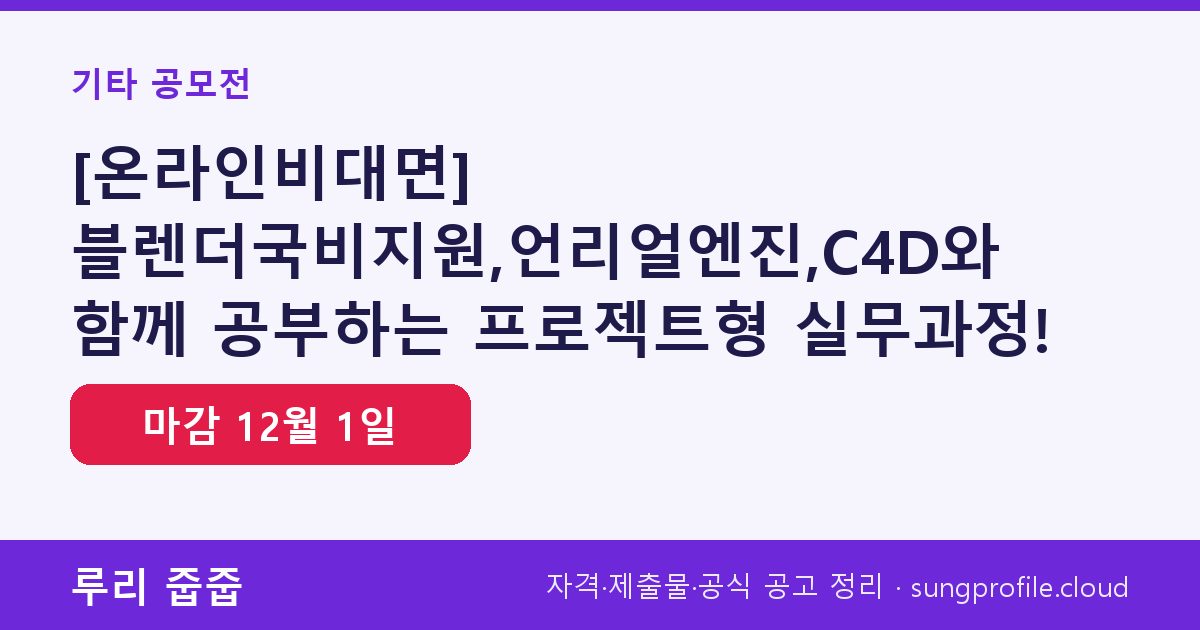 기타 공모전
[온라인비대면]
블렌더국비지원,언리얼엔진,C4D와
함께 공부하는 프로젝트형 실무과정!
마감 12월 1일
루리 줍줍
자격·제출물·공식 공고 정리 · sungprofile.cloud